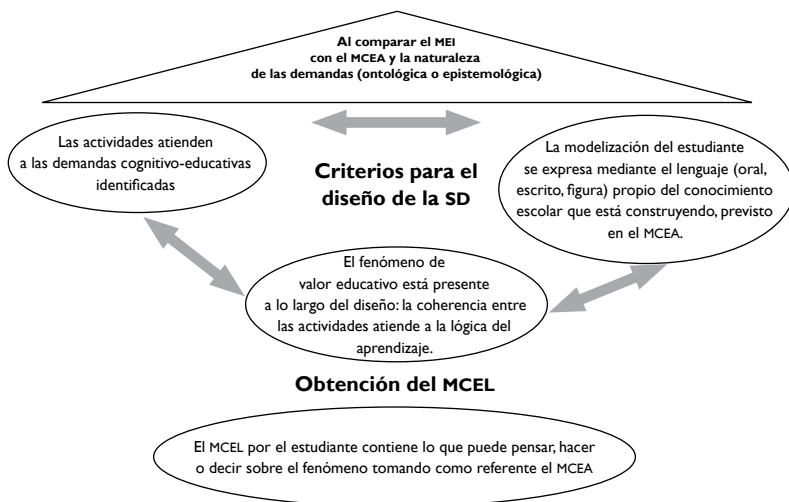 Al comparar el MEI
con el MCEA y la naturaleza
de las demandas (ontológica o epistemológica)
Las actividades atienden
a las demandas cognitivo-educativas
identificadas
Criterios para el
diseño de la SD
La modelización del estudiante
se expresa mediante el lenguaje (oral,
escrito, figura) propio del conocimiento
escolar que está construyendo, previsto
en el MCEA.
El fenómeno de
valor educativo está presente
a lo largo del diseño: la coherencia entre
las actividades atiende a la lógica del
aprendizaje.
Obtención del MCEL
El MCEL por el estudiante contiene lo que puede pensar, hacer
o decir sobre el fenómeno tomando como referente el MCEA